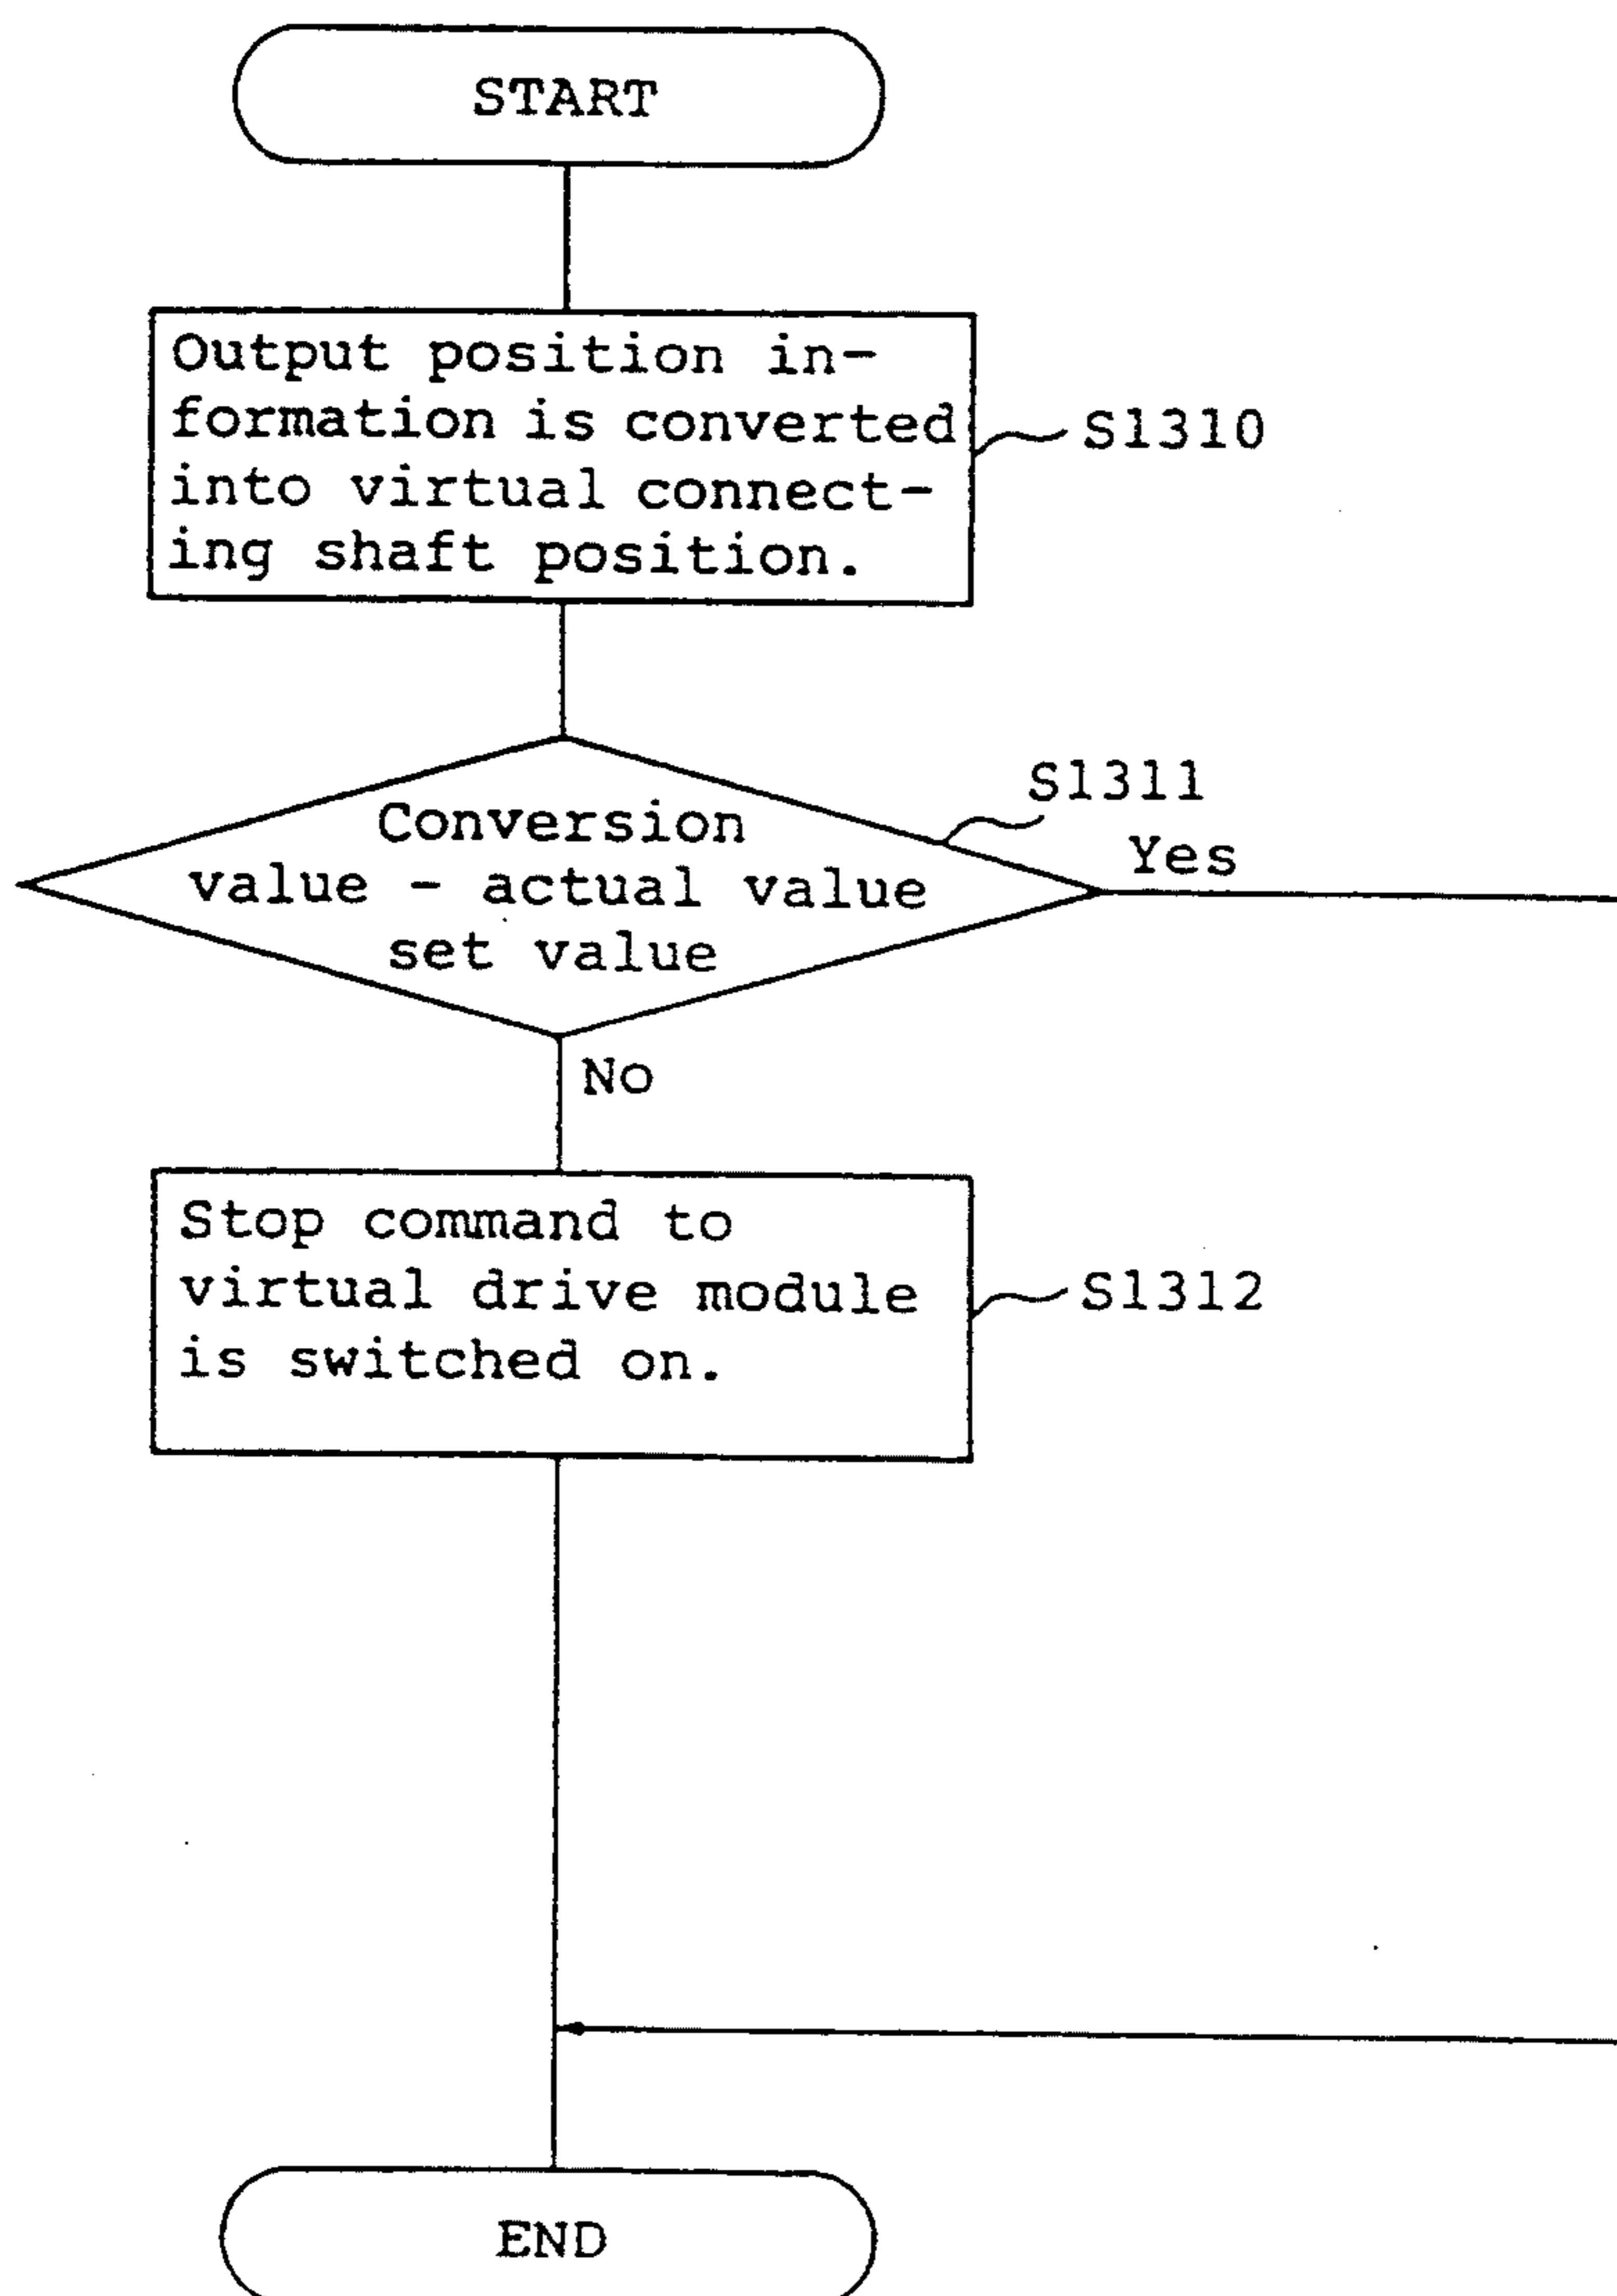 START
Output position in-
formation is converted
into virtual connect-
ing shaft position.
S1310
S1311
Conversion
value - actual value
set value
Yes
No
Stop command to
virtual drive module
is switched on.
S1312
END